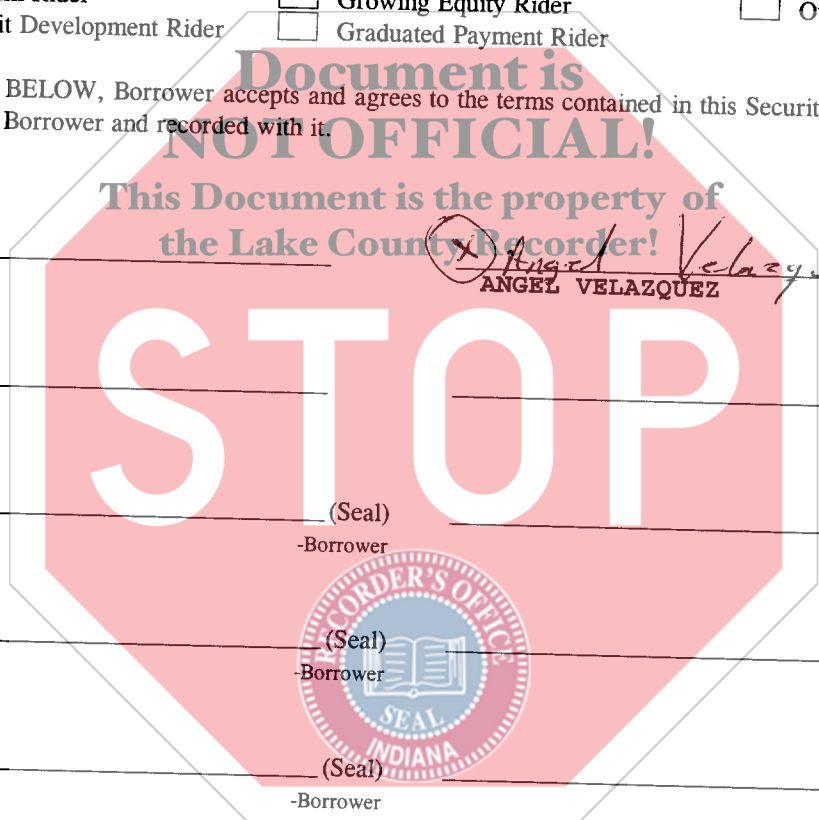 Growing Equity Rider
it Development Rider
Graduated Payment Rider
Document is
BELOW, Borrower accepts and agrees to the terms contained in this Securit
Borrower and recorded with it.
NOT OFFICIAL!
This Document is the property of
the Lake County Recorder!
X Angel Velazqu
ANGEL VELAZQUEZ
STOP
(Seal)
-Borrower
RECORDER'S OFFICE
(Seal)
-Borrower
SEAL
INDIANA
(Seal)
-Borrower